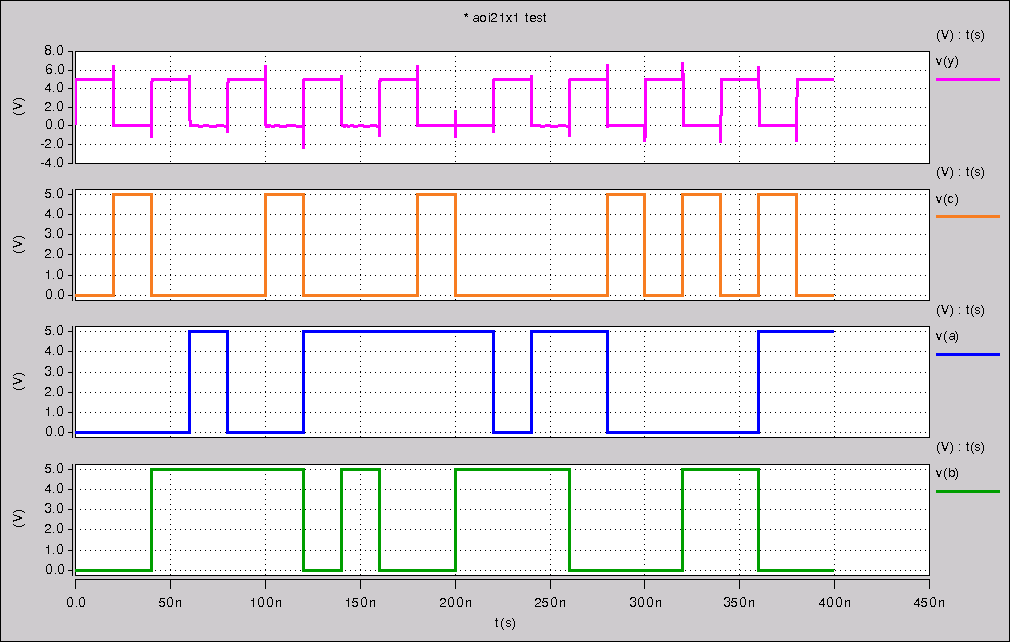 * aoi21x1 test
(V) : t(s)
v(y)
8.0
6.0
4.0
2.0
0.0
-2.0
-4.0
(V)
(V) : t(s)
v(c)
5.0
4.0
3.0
2.0
1.0
0.0
(V)
(V) : t(s)
v(a)
5.0
4.0
3.0
2.0
1.0
0.0
(V)
(V) : t(s)
v(b)
5.0
4.0
3.0
2.0
1.0
0.0
(V)
0.0 50n 100n 150n 200n 250n 300n 350n 400n 450n
t(s)